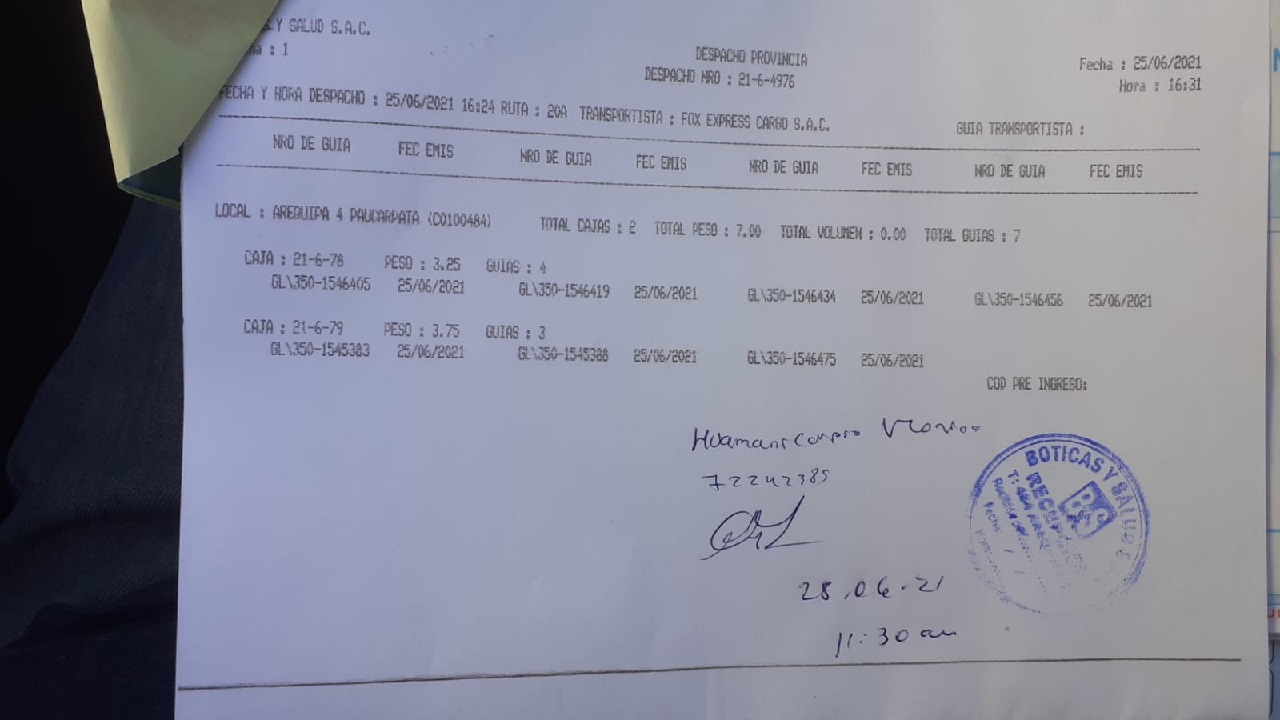 Y SALUD S.A.C.
: 1
DESPACHO PROVINCIA
DESPACHO NRO : 21-6-4976
Fecha : 25/06/2021
Hora : 16:31
FECHA Y HORA DESPACHO : 25/06/2021 16:24 RUTA : 20A TRANSPORTISTA : FOX EXPRESS CARGO S.A.C.
GUIA TRANSPORTISTA :
NRO DE GUIA FEC EMIS NRO DE GUIA FEC EMIS NRO DE GUIA FEC EMIS NRO DE GUIA FEC EMIS
LOCAL : AREQUIPA 4 PAUCARPATA (C0100484) TOTAL CAJAS : 2 TOTAL PESO : 7.00 TOTAL VOLUMEN : 0.00 TOTAL GUIAS : 7
CAJA : 21-6-78 PESO : 3.25 GUIAS : 4
GL\350-1546405 25/06/2021 GL\350-1546419 25/06/2021 GL\350-1546434 25/06/2021 GL\350-1546456 25/06/2021
CAJA : 21-6-79 PESO : 3.75 GUIAS : 3
GL\350-1545383 25/06/2021 GL\350-1545388 25/06/2021 GL\350-1546475 25/06/2021
COD PRE INGRESO:
Huamani
72242385
28.06.21
11:30 am
BOTICAS Y SALUD
BS
Fecha: / /